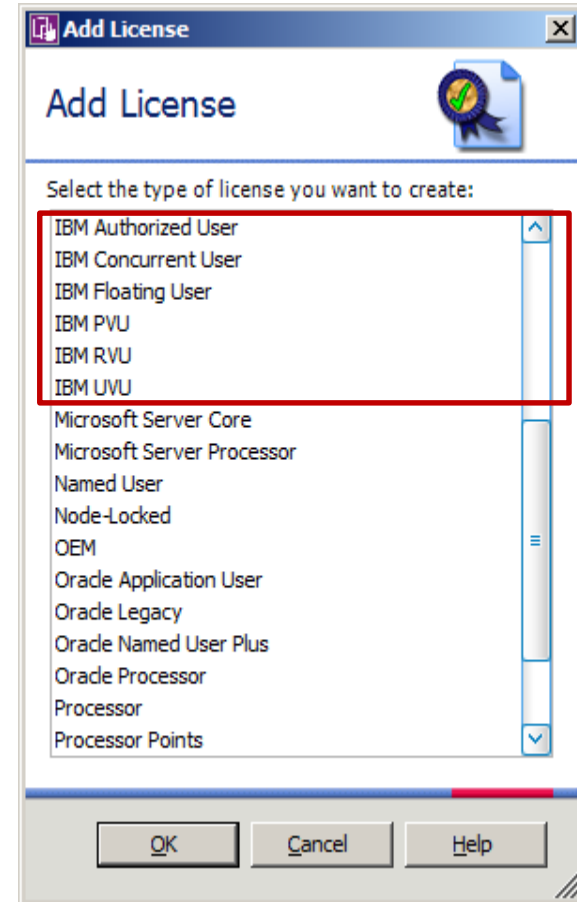 Add License
Add License
Select the type of license you want to create:
IBM Authorized User
IBM Concurrent User
IBM Floating User
IBM PVU
IBM RVU
IBM UVU
Microsoft Server Core
Microsoft Server Processor
Named User
Node-Locked
OEM
Oracle Application User
Oracle Legacy
Oracle Named User Plus
Oracle Processor
Processor
Processor Points
OK Cancel Help